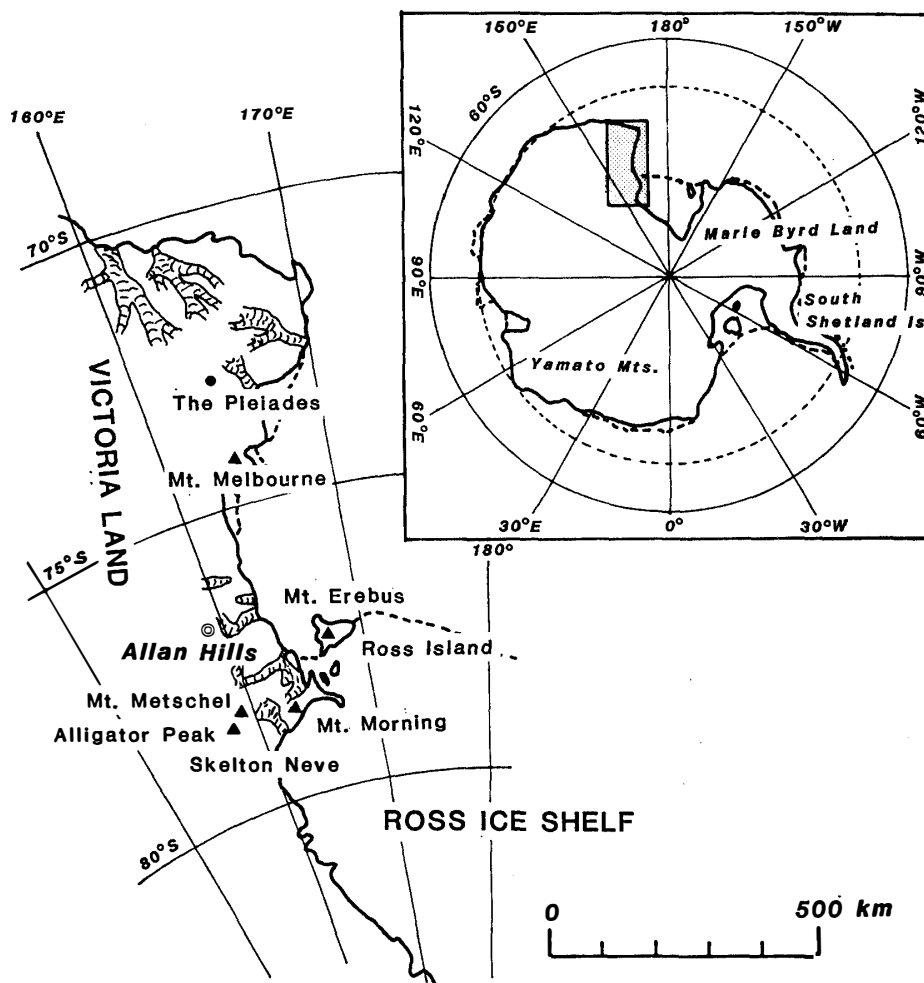 150°E
180°
150°W
60°S
120°E
120°W
Marie Byrd Land
90°E
90°W
South
Shetland Is
Yamato Mts.
60°E
60°W
30°E
0°
30°W
160°E
170°E
70°S
VICTORIA LAND
The Pleiades
Mt. Melbourne
75°S
180°
Mt. Erebus
Ross Island
Allan Hills
Mt. Metschel
Alligator Peak
Mt. Morning
Skelton Neve
80°S
ROSS ICE SHELF
0
500 km